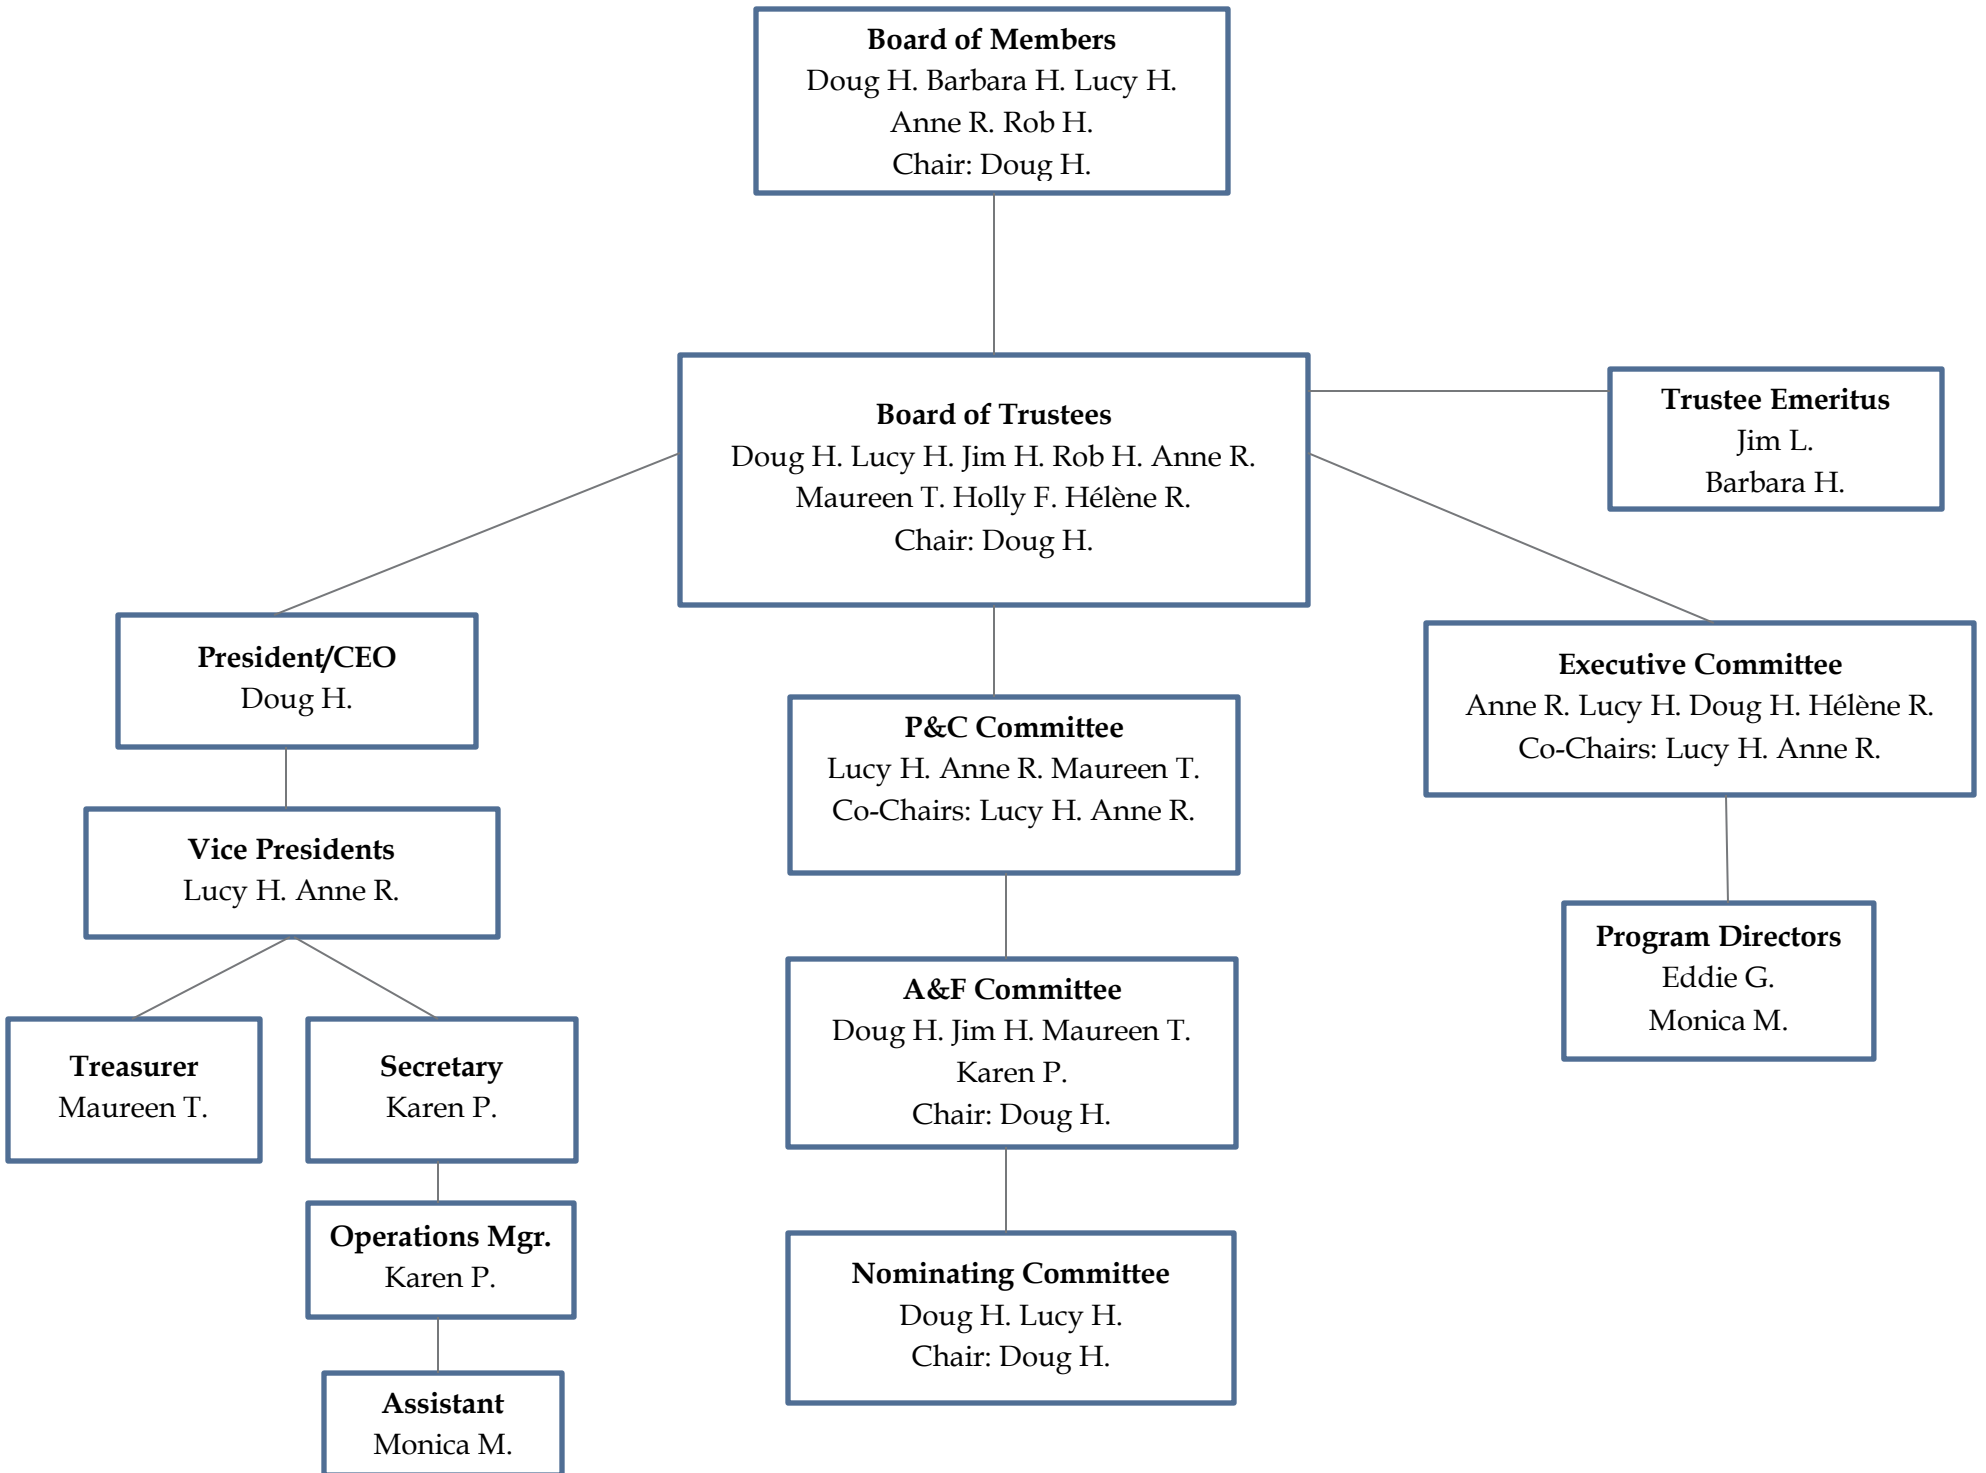 Board of Members
Doug H. Barbara H. Lucy H.
Anne R. Rob H.
Chair: Doug H.
Board of Trustees
Doug H. Lucy H. Jim H. Rob H. Anne R.
Maureen T. Holly F. Hélène R.
Chair: Doug H.
Trustee Emeritus
Jim L.
Barbara H.
President/CEO
Doug H.
Vice Presidents
Lucy H. Anne R.
Treasurer
Maureen T.
Secretary
Karen P.
Operations Mgr.
Karen P.
Assistant
Monica M.
P&C Committee
Lucy H. Anne R. Maureen T.
Co-Chairs: Lucy H. Anne R.
A&F Committee
Doug H. Jim H. Maureen T.
Karen P.
Chair: Doug H.
Nominating Committee
Doug H. Lucy H.
Chair: Doug H.
Executive Committee
Anne R. Lucy H. Doug H. Hélène R.
Co-Chairs: Lucy H. Anne R.
Program Directors
Eddie G.
Monica M.